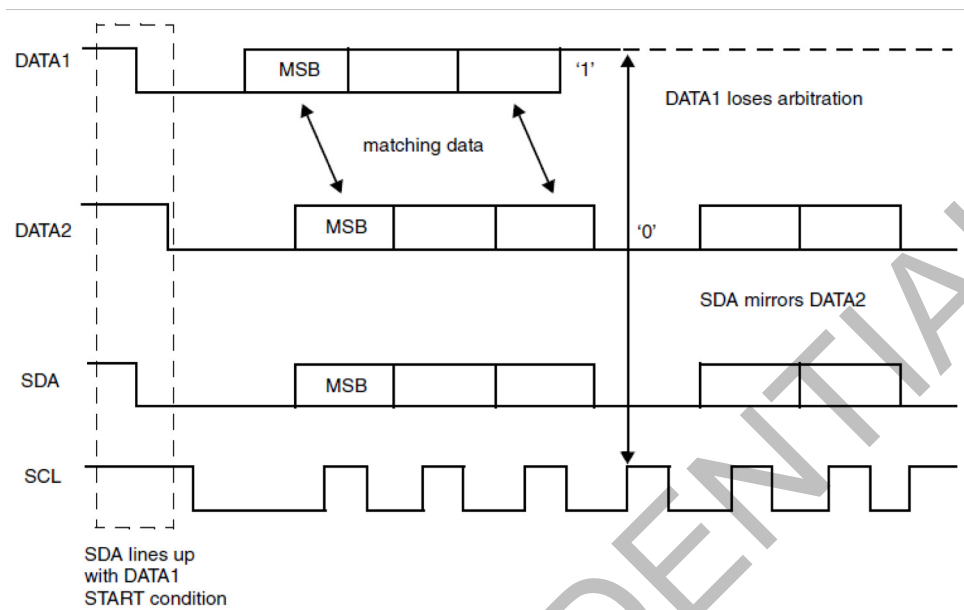 DATA1
MSB
‘1’
DATA1 loses arbitration
matching data
DATA2
MSB
‘0’
SDA mirrors DATA2
SDA
MSB
SCL
SDA lines up
with DATA1
START condition
DENTIAL